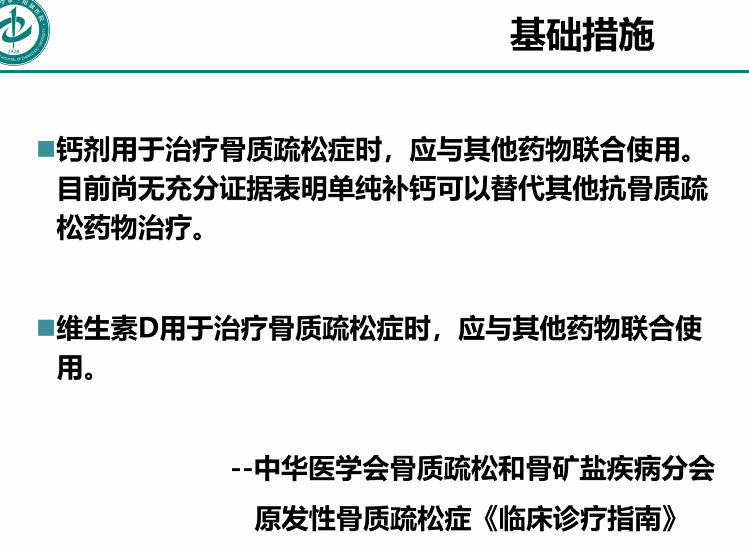 基础措施
钙剂用于治疗骨质疏松症时，应与其他药物联合使用。
目前尚无充分证据表明单纯补钙可以替代其他抗骨质疏
松药物治疗。
维生素D用于治疗骨质疏松症时，应与其他药物联合使
用。
--中华医学会骨质疏松和骨矿盐疾病分会
原发性骨质疏松症《临床诊疗指南》